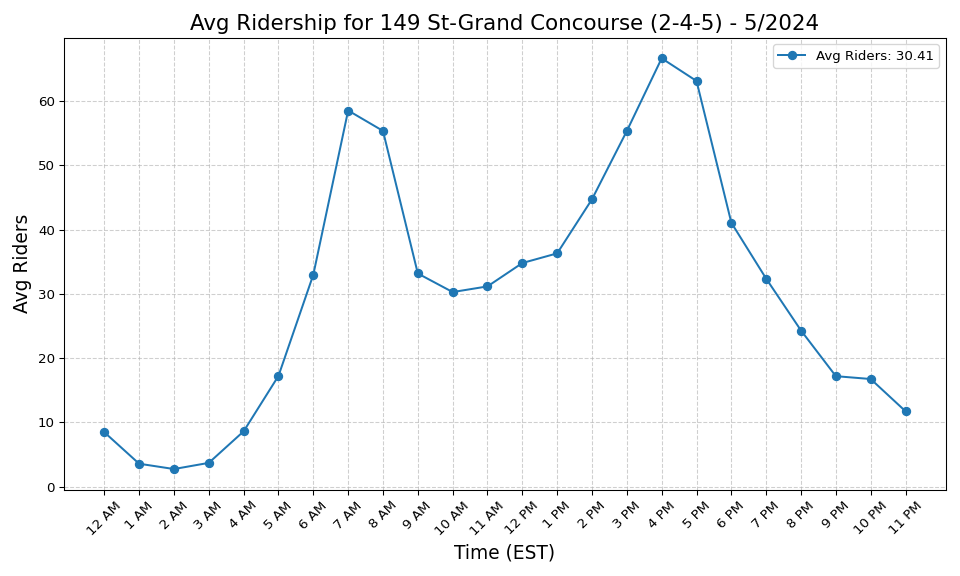 Avg Ridership for 149 St-Grand Concourse (2-4-5) - 5/2024
Avg Riders: 30.41
Avg Riders
60
50
40
30
20
10
0
12 AM
1 AM
2 AM
3 AM
4 AM
5 AM
6 AM
7 AM
8 AM
9 AM
10 AM
11 AM
12 PM
1 PM
2 PM
3 PM
4 PM
5 PM
6 PM
7 PM
8 PM
9 PM
10 PM
11 PM
Time (EST)